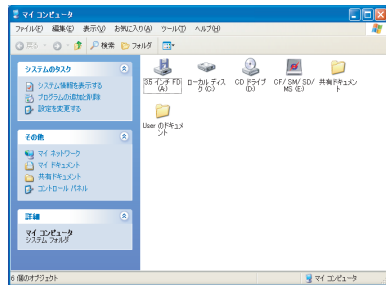 マイ コンピュータ
ファイル(F) 編集(E) 表示(V) お気に入り(A) ツール(T) ヘルプ(H)
戻る 検索 フォルダ
システムのタスク
システム情報を表示する
プログラムの追加と削除
設定を変更する
その他
マイ ネットワーク
マイ ドキュメント
共有ドキュメント
コントロール パネル
詳細
マイ コンピュータ
システム フォルダ
3.5 インチ FD (A:)
ローカル ディスク (C:)
CD ドライブ (D:)
CF/SM/SD/MS (E:)
共有ドキュメント
User のドキュメント
6 個のオブジェクト
マイ コンピュータ